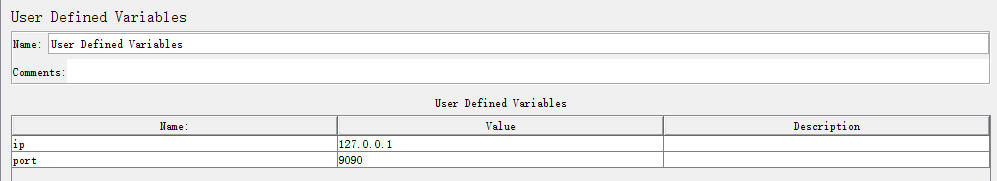 User Defined Variables
Name: User Defined Variables
Comments:
User Defined Variables
Name: Value Description
ip 127.0.0.1
port 9090